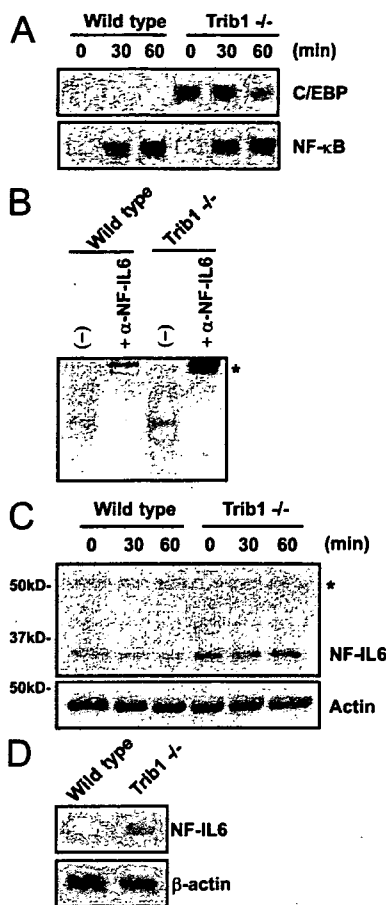 A
Wild type Trib1 -/-
0 30 60 0 30 60 (min)
C/EBP
NF-κB
B
Wild type Trib1 -/-
(-) + α-NF-IL6 (-) + α-NF-IL6
*
C
Wild type Trib1 -/-
0 30 60 0 30 60 (min)
50kD- *
37kD-
NF-IL6
50kD-
Actin
D
Wild type Trib1 -/-
NF-IL6
β-actin